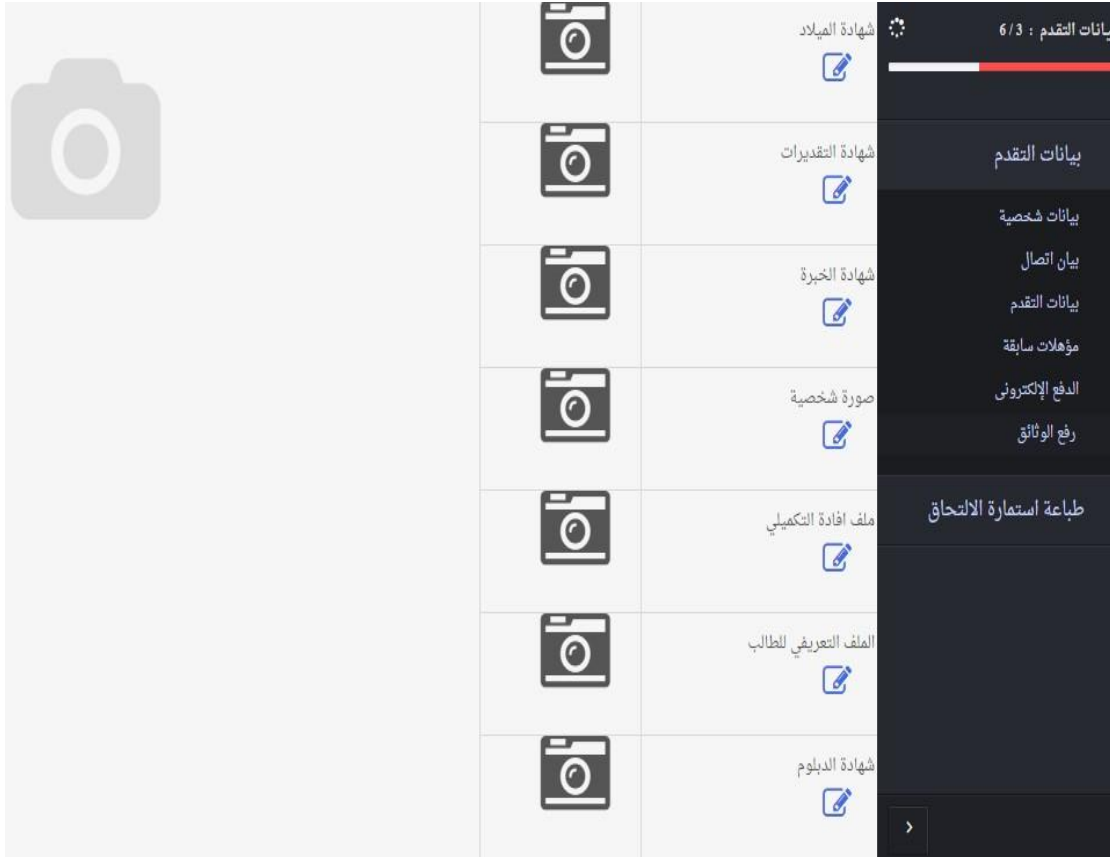 بيانات التقدم : 6/3
بيانات التقدم
بيانات شخصية
بيان اتصال
بيانات التقدم
مؤهلات سابقة
الدفع الإلكترونى
رفع الوثائق
طباعة استمارة الالتحاق
شهادة الميلاد
شهادة التقديرات
شهادة الخبرة
صورة شخصية
ملف افادة التكميلي
الملف التعريفي للطالب
شهادة الدبلوم